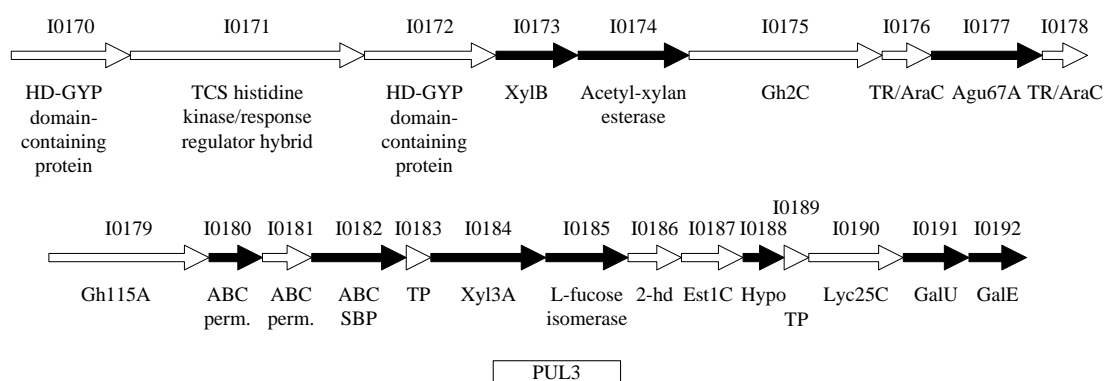 I0170 I0171 I0172 I0173 I0174 I0175 I0176 I0177 I0178
HD-GYP TCS histidine HD-GYP XylB Acetyl-xylan Gh2C TR/AraC Agu67A TR/AraC
domain- kinase/response domain- esterase
containing regulator hybrid containing
protein protein
I0189
I0179 I0180 I0181 I0182 I0183 I0184 I0185 I0186 I0187 I0188 I0190 I0191 I0192
Gh115A ABC ABC ABC TP Xyl3A L-fucose 2-hd Est1C Hypo Lyc25C GalU GalE
perm. perm. SBP isomerase TP
PUL3